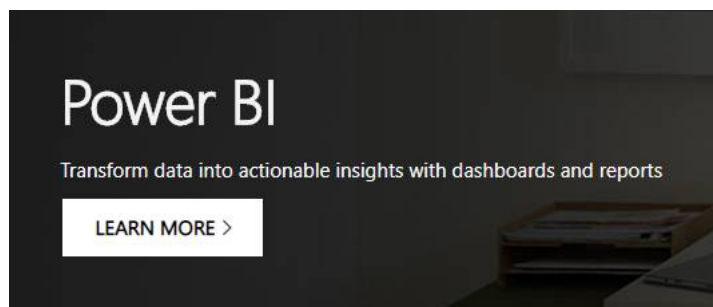 Power BI
Transform data into actionable insights with dashboards and reports
LEARN MORE >